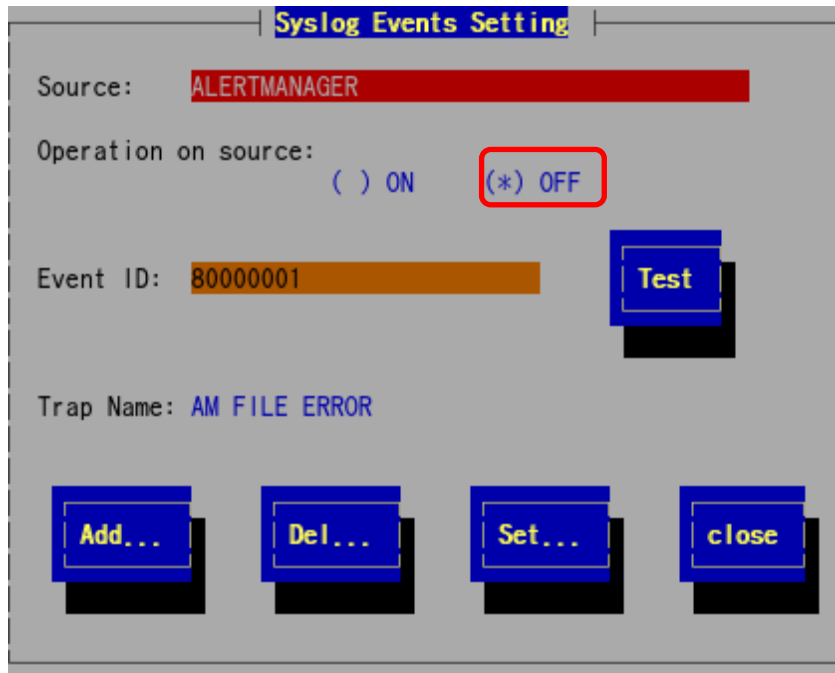 Syslog Events Setting
Source: ALERTMANAGER
Operation on source:
( ) ON (*) OFF
Event ID: 80000001 Test
Trap Name: AM FILE ERROR
Add... Del... Set... close